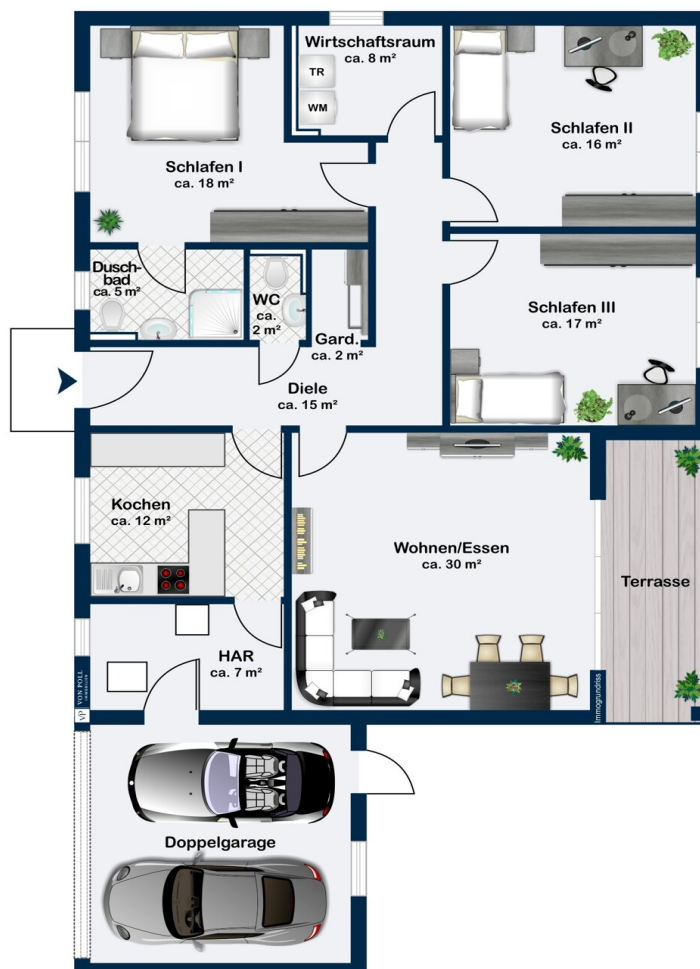 Wirtschaftsraum
ca. 8 m²
TR
WM
Schlafen I
ca. 18 m²
Schlafen II
ca. 16 m²
Dusch-
bad
ca. 5 m²
WC
ca.
2 m²
Gard.
ca. 2 m²
Schlafen III
ca. 17 m²
Diele
ca. 15 m²
Kochen
ca. 12 m²
Wohnen/Essen
ca. 30 m²
Terrasse
HAR
ca. 7 m²
VON POLL
IMMOBILIEN
VP
Immogrundriss
Doppelgarage